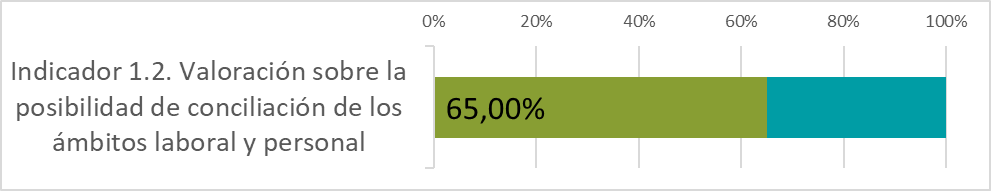 0% 20% 40% 60% 80% 100%
Indicador 1.2. Valoración sobre la
posibilidad de conciliación de los
ámbitos laboral y personal
65,00%